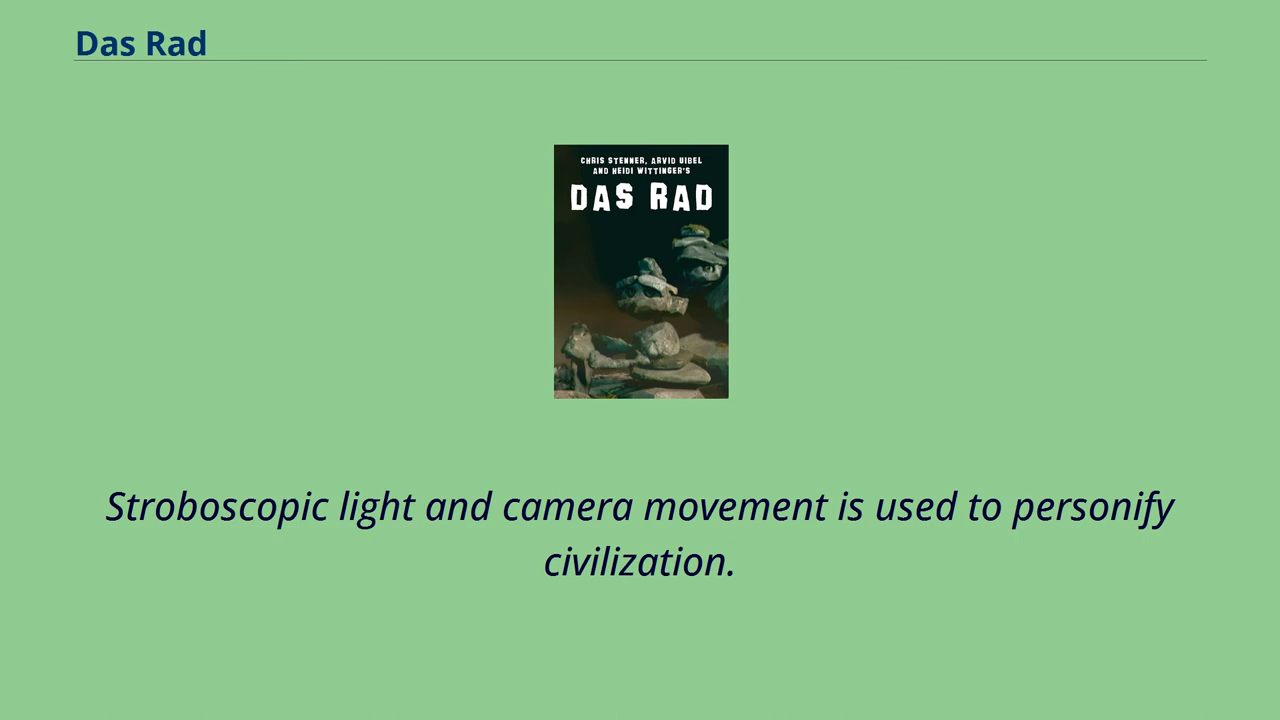 Das Rad
CHRIS STENNER, ARVID UIBEL
AND HEIDI WITTINGER'S
DAS RAD
Stroboscopic light and camera movement is used to personify
civilization.